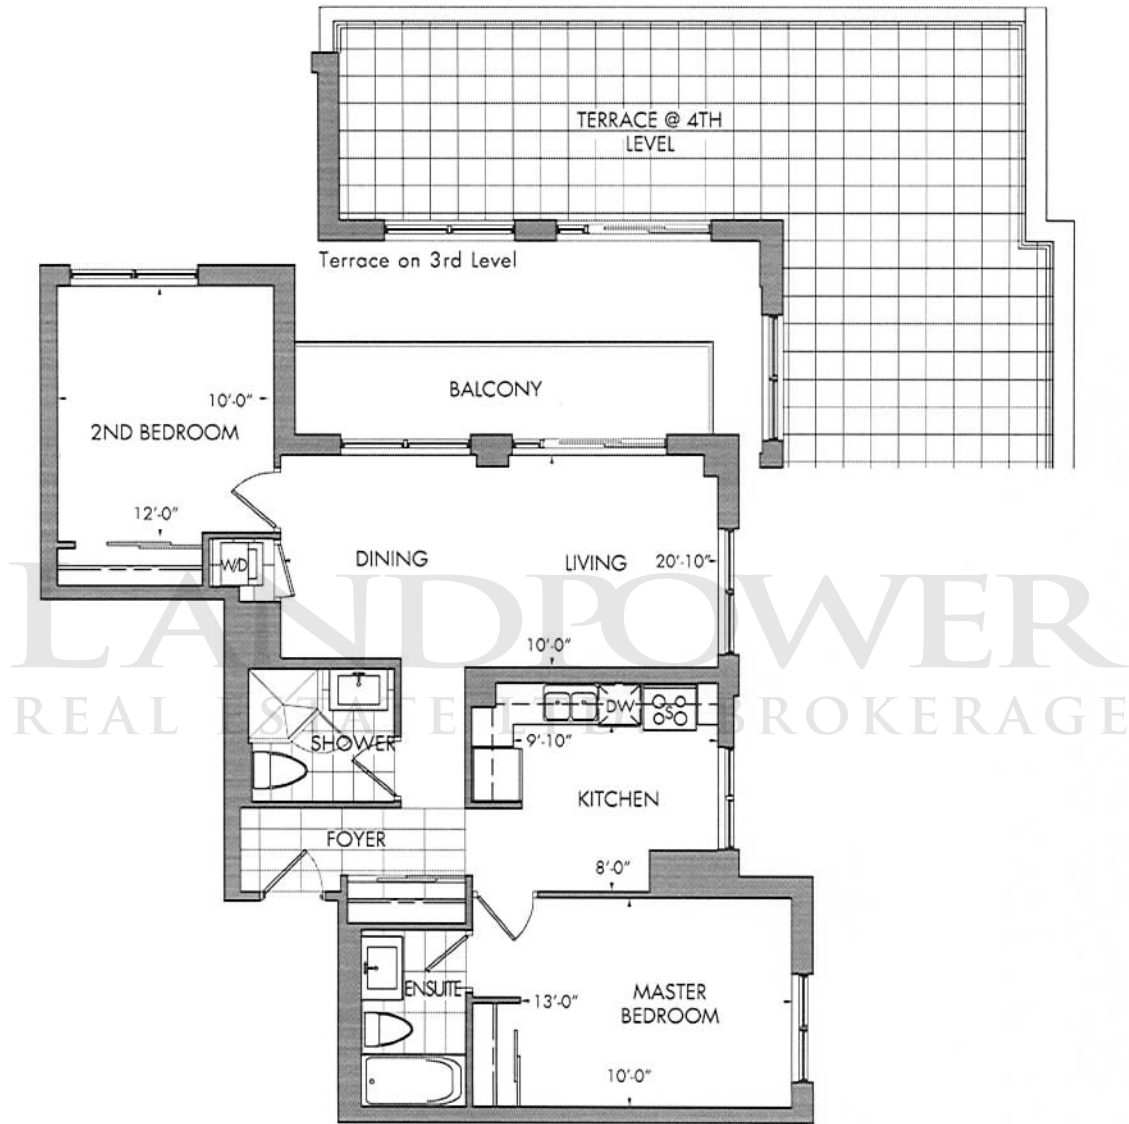 TERRACE @ 4TH
LEVEL
Terrace on 3rd Level
BALCONY
10'-0"
2ND BEDROOM
12'-0"
W/D
DINING
LIVING
20'-10"
10'-0"
LANDPOWER
REAL ESTATE LTD. BROKERAGE
DW
S
SHOWER
9'-10"
KITCHEN
FOYER
8'-0"
ENSUITE
13'-0"
MASTER
BEDROOM
10'-0"